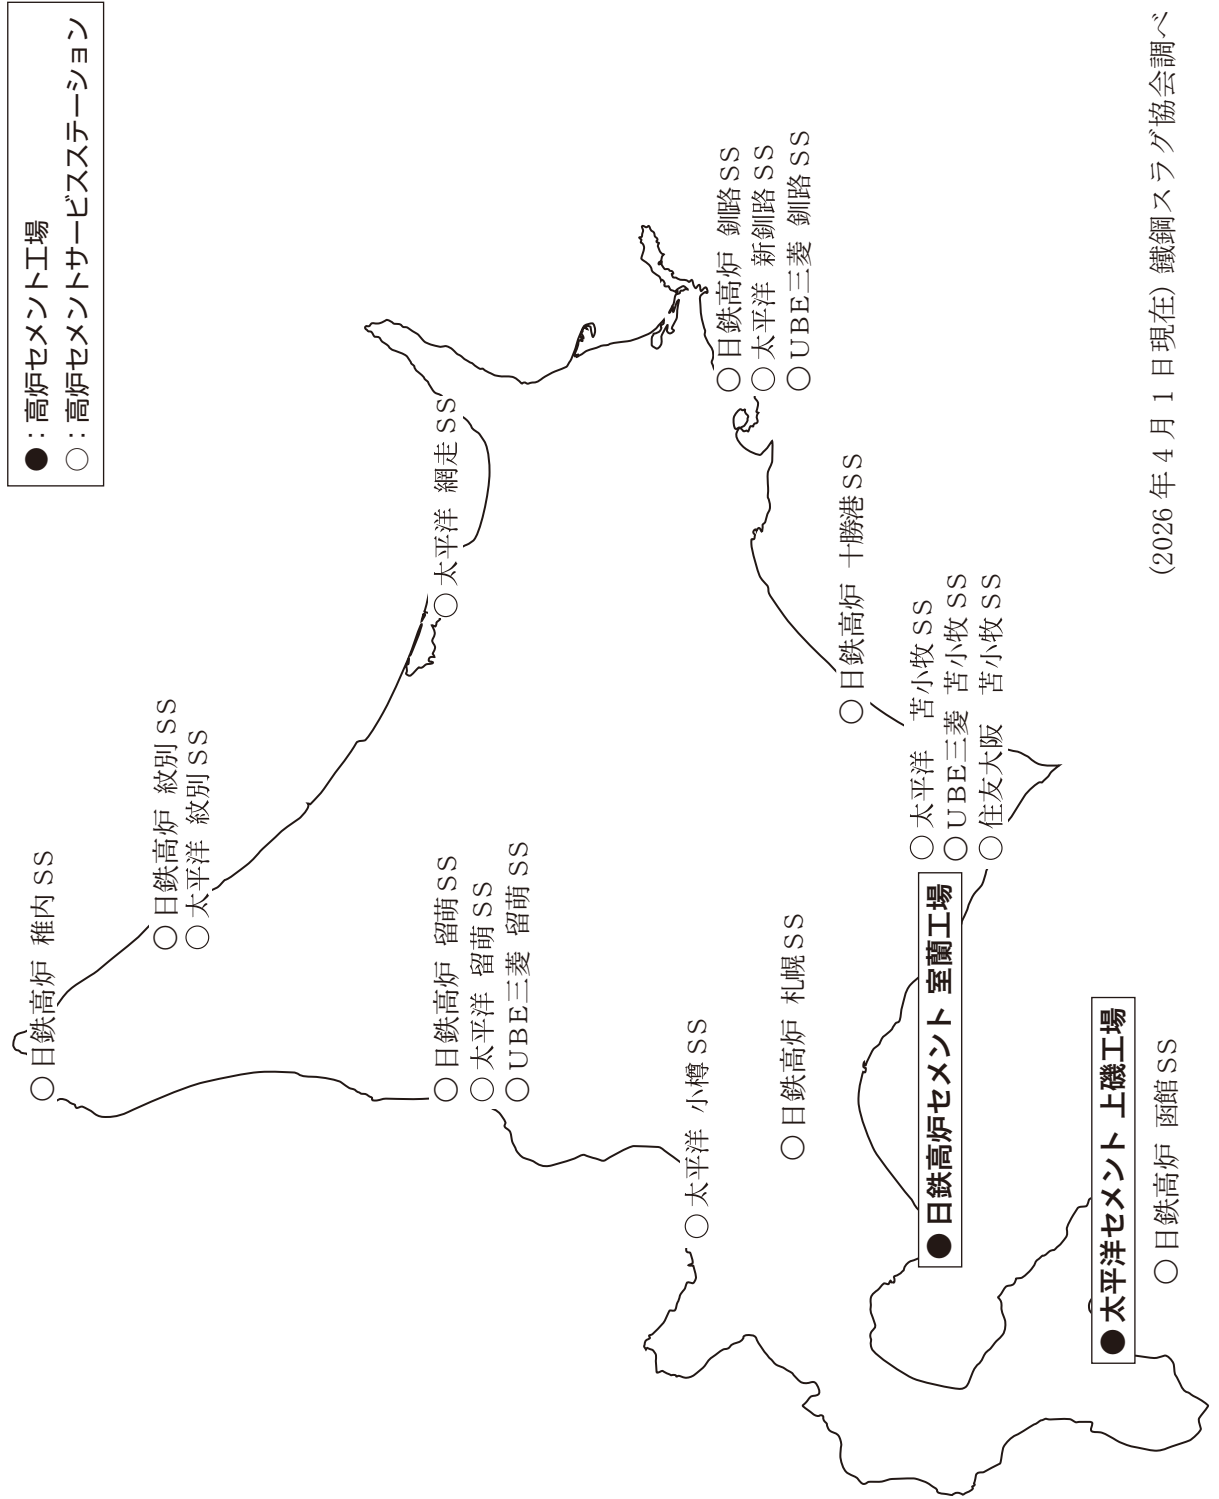 ●：高炉セメント工場
○：高炉セメントサービスステーション
○日鉄高炉 稚内SS
○日鉄高炉 紋別SS
○太平洋 紋別SS
○太平洋 網走SS
○日鉄高炉 留萌SS
○太平洋 留萌SS
○UBE三菱 留萌SS
○太平洋 小樽SS
○日鉄高炉 札幌SS
○日鉄高炉 釧路SS
○太平洋 新釧路SS
○UBE三菱 釧路SS
○日鉄高炉 十勝港SS
○太平洋 苫小牧SS
○UBE三菱 苫小牧SS
○住友大阪 苫小牧SS
●日鉄高炉セメント 室蘭工場
●太平洋セメント 上磯工場
○日鉄高炉 函館SS
(2026年4月1日現在) 鐵鋼スラグ協会調べ